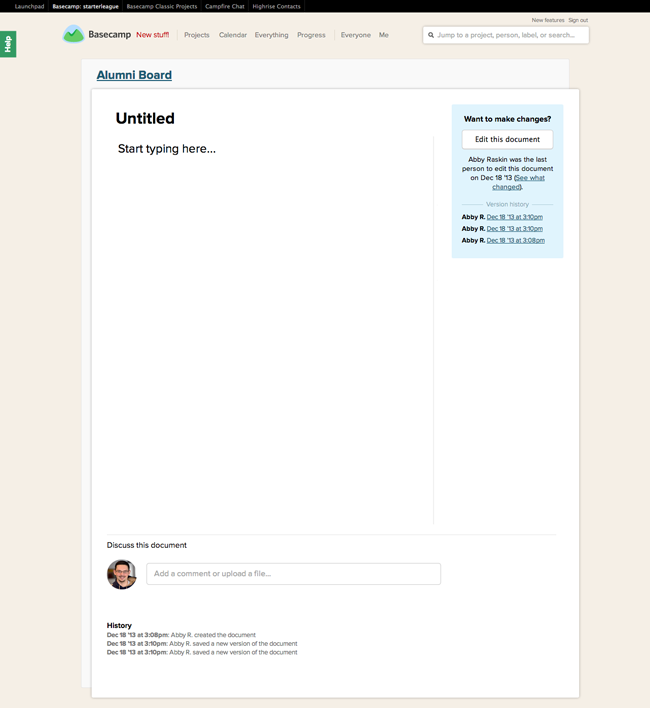 Launchpad Basecamp: starterleague Basecamp Classic Projects Campfire Chat Highrise Contacts
New features Sign out
Help
Basecamp New stuff! Projects Calendar Everything Progress Everyone Me Jump to a project, person, label, or search...
Alumni Board
Untitled
Start typing here...
Want to make changes?
Edit this document
Abby Raskin was the last
person to edit this document
on Dec 18 '13 (See what
changed).
Version history
Abby R. Dec 18 '13 at 3:10pm
Abby R. Dec 18 '13 at 3:10pm
Abby R. Dec 18 '13 at 3:08pm
Discuss this document
Add a comment or upload a file...
History
Dec 18 '13 at 3:08pm: Abby R. created the document
Dec 18 '13 at 3:10pm: Abby R. saved a new version of the document
Dec 18 '13 at 3:10pm: Abby R. saved a new version of the document